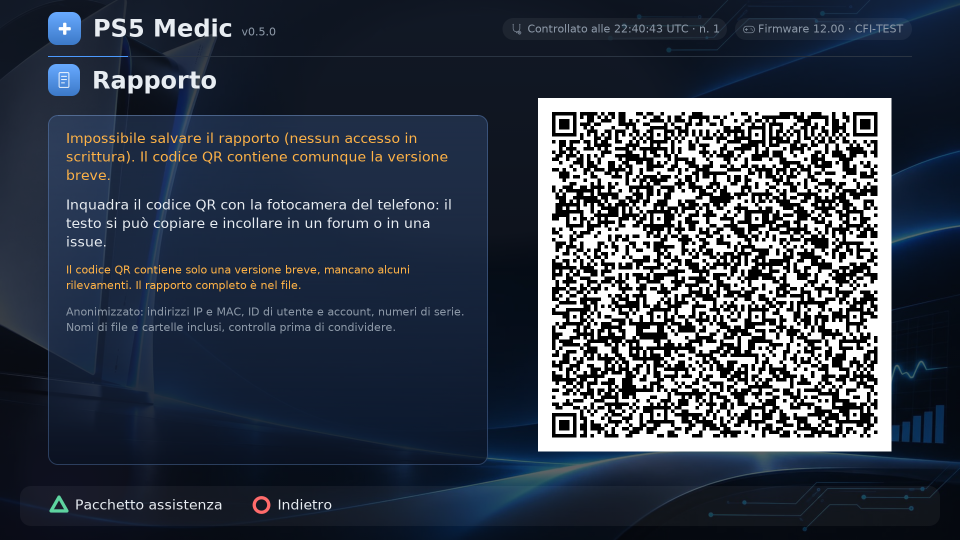 PS5 Medic v0.5.0
Controllato alle 22:40:43 UTC · n. 1
Firmware 12.00 · CFI-TEST
Rapporto
Impossibile salvare il rapporto (nessun accesso in
scrittura). Il codice QR contiene comunque la versione
breve.
Inquadra il codice QR con la fotocamera del telefono: il
testo si può copiare e incollare in un forum o in una
issue.
Il codice QR contiene solo una versione breve, mancano alcuni
rilevamenti. Il rapporto completo è nel file.
Anonimizzato: indirizzi IP e MAC, ID di utente e account, numeri di serie.
Nomi di file e cartelle inclusi, controlla prima di condividere.
Pacchetto assistenza
Indietro